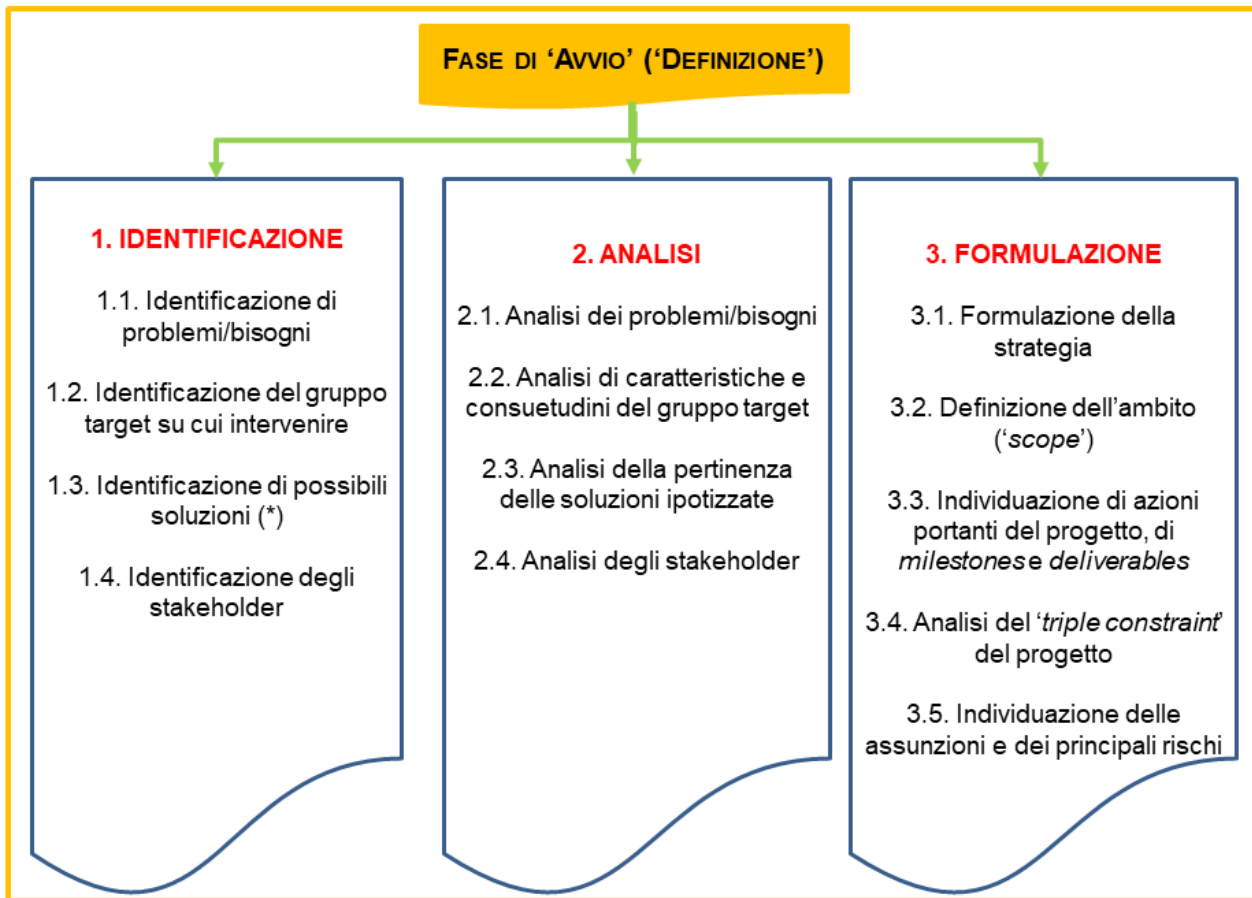 FASE DI ‘AVVIO’ (‘DEFINIZIONE’)
1. IDENTIFICAZIONE
1.1. Identificazione di
problemi/bisogni
1.2. Identificazione del gruppo
target su cui intervenire
1.3. Identificazione di possibili
soluzioni (*)
1.4. Identificazione degli
stakeholder
2. ANALISI
2.1. Analisi dei problemi/bisogni
2.2. Analisi di caratteristiche e
consuetudini del gruppo target
2.3. Analisi della pertinenza
delle soluzioni ipotizzate
2.4. Analisi degli stakeholder
3. FORMULAZIONE
3.1. Formulazione della
strategia
3.2. Definizione dell’ambito
(‘scope’)
3.3. Individuazione di azioni
portanti del progetto, di
milestones e deliverables
3.4. Analisi del ‘triple constraint’
del progetto
3.5. Individuazione delle
assunzioni e dei principali rischi